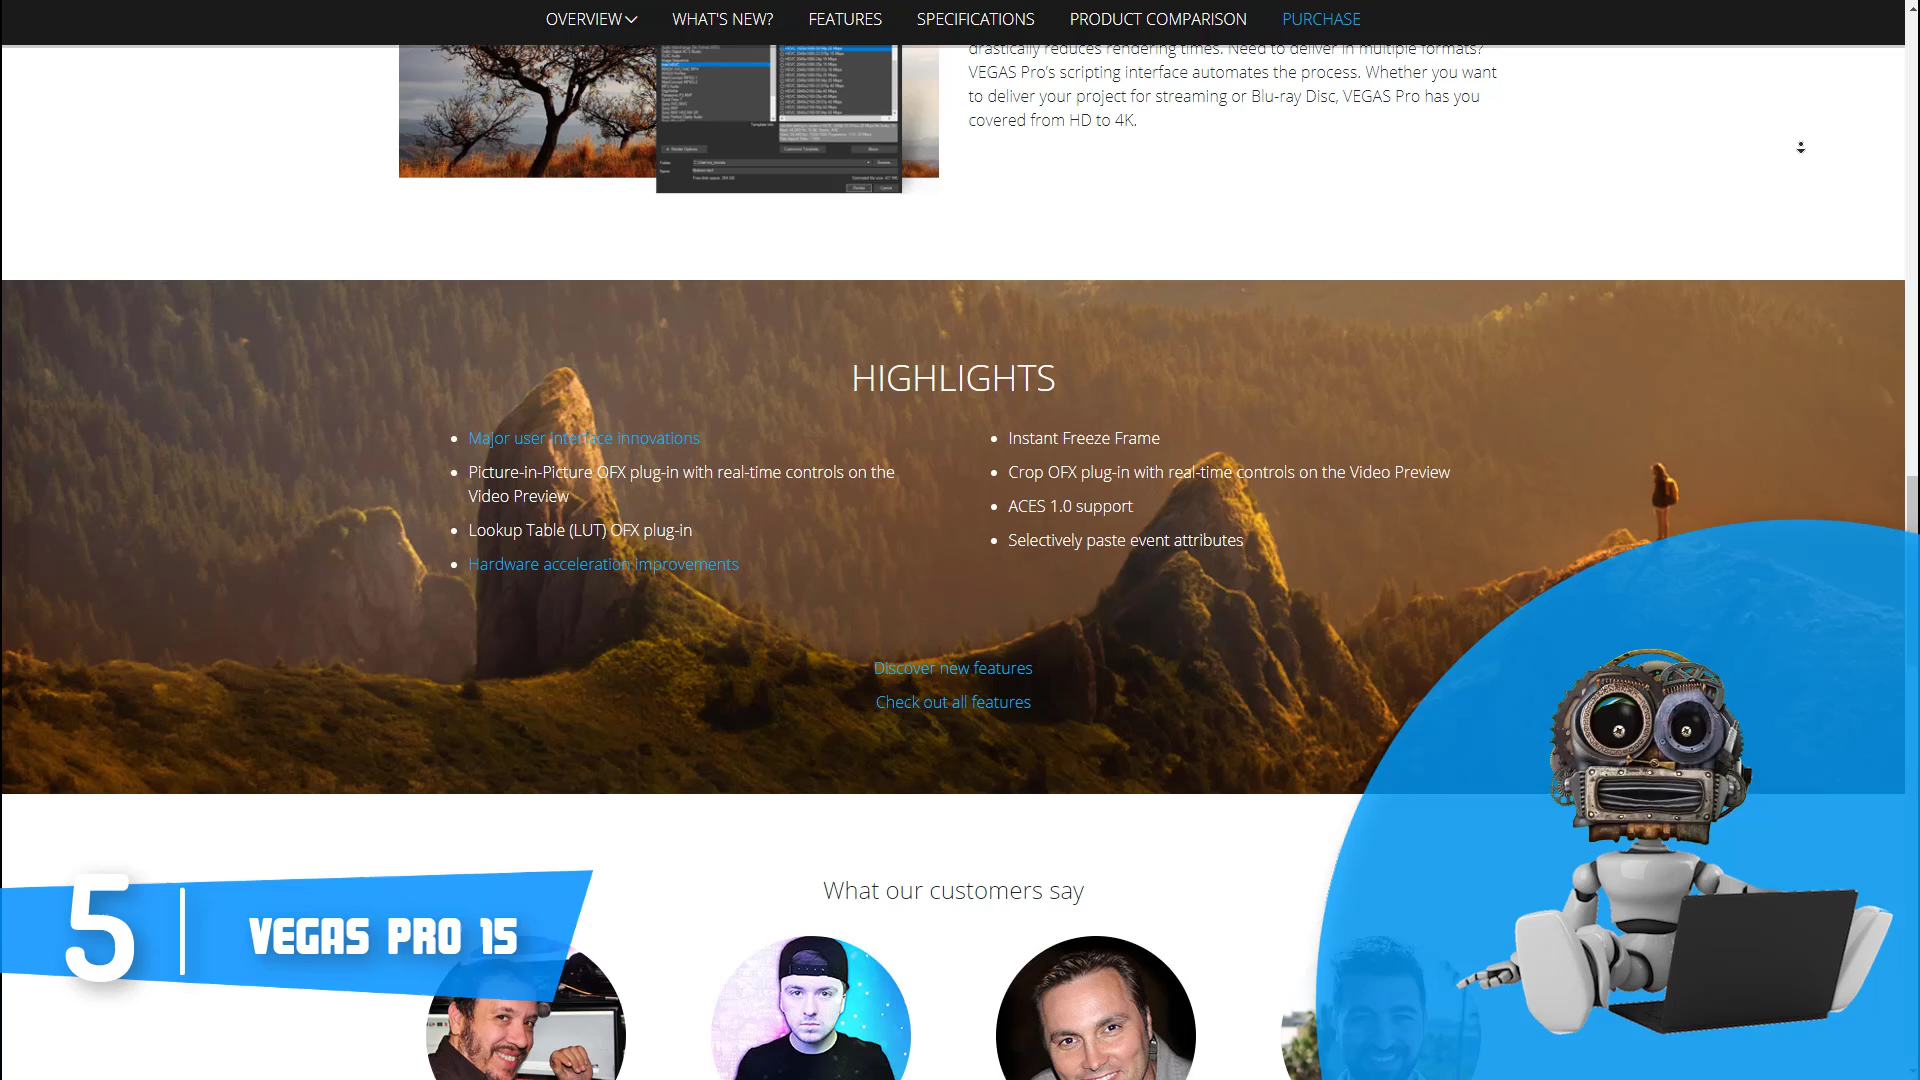 OVERVIEW WHAT'S NEW? FEATURES SPECIFICATIONS PRODUCT COMPARISON PURCHASE
drastically reduces rendering times. Need to deliver in multiple formats?
VEGAS Pro's scripting interface automates the process. Whether you want
to deliver your project for streaming or Blu-ray Disc, VEGAS Pro has you
covered from HD to 4K.
HIGHLIGHTS
Major user interface innovations
Picture-in-Picture OFX plug-in with real-time controls on the
Video Preview
Lookup Table (LUT) OFX plug-in
Hardware acceleration improvements
Instant Freeze Frame
Crop OFX plug-in with real-time controls on the Video Preview
ACES 1.0 support
Selectively paste event attributes
Discover new features
Check out all features
What our customers say
5 VEGAS PRO 15